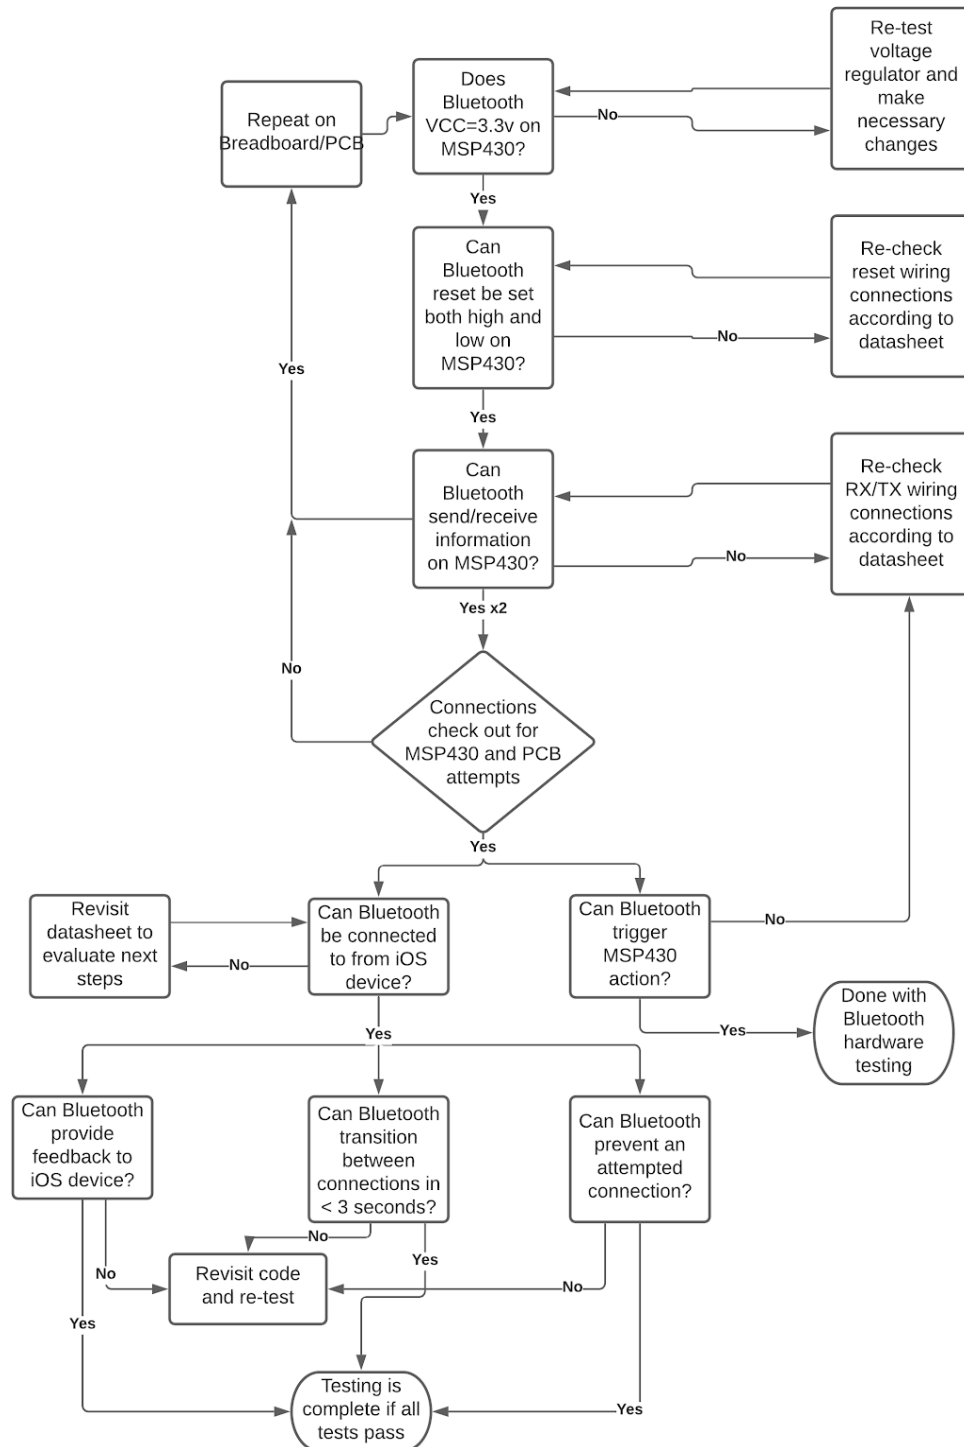 Re-test
voltage
regulator and
make
necessary
changes
Does
Bluetooth
VCC=3.3v on
MSP430?
Repeat on
Breadboard/PCB
No
Yes
Can
Bluetooth
reset be set
both high and
low on
MSP430?
Re-check
reset wiring
connections
according to
datasheet
No
Yes
Yes
Can
Bluetooth
send/receive
information
on MSP430?
Re-check
RX/TX wiring
connections
according to
datasheet
No
Yes x2
No
Connections
check out for
MSP430 and PCB
attempts
Yes
Revisit
datasheet to
evaluate next
steps
No
Can Bluetooth
be connected
to from iOS
device?
Can Bluetooth
trigger
MSP430
action?
No
Yes
Done with
Bluetooth
hardware
testing
Yes
Can Bluetooth
provide
feedback to
iOS device?
Can Bluetooth
transition
between
connections in
< 3 seconds?
Can Bluetooth
prevent an
attempted
connection?
No
Yes
No
Revisit code
and re-test
No
Yes
Testing is
complete if all
tests pass
Yes